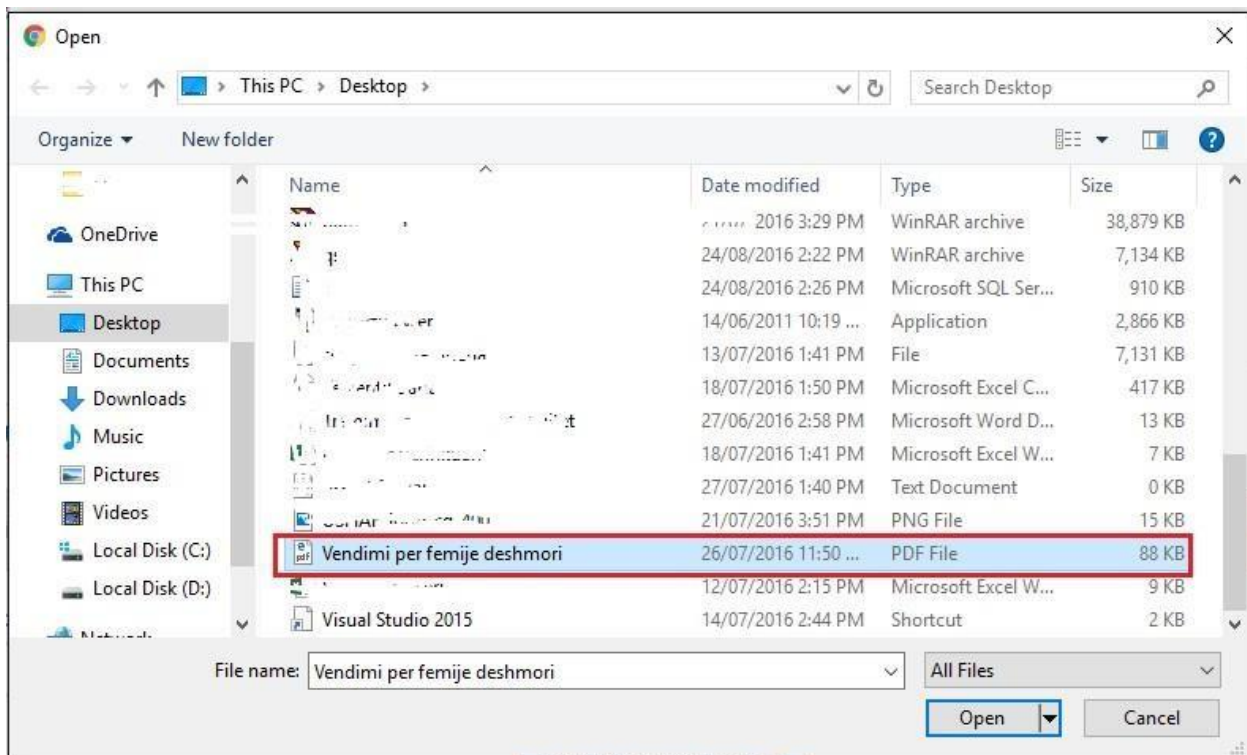 Open
This PC > Desktop >
Search Desktop
Organize
New folder
Name
Date modified
Type
Size
2016 3:29 PM WinRAR archive 38,879 KB
24/08/2016 2:22 PM WinRAR archive 7,134 KB
24/08/2016 2:26 PM Microsoft SQL Ser... 910 KB
14/06/2011 10:19 ... Application 2,866 KB
13/07/2016 1:41 PM File 7,131 KB
18/07/2016 1:50 PM Microsoft Excel C... 417 KB
27/06/2016 2:58 PM Microsoft Word D... 13 KB
18/07/2016 1:41 PM Microsoft Excel W... 7 KB
27/07/2016 1:40 PM Text Document 0 KB
21/07/2016 3:51 PM PNG File 15 KB
Vendimi per femije deshmori 26/07/2016 11:50 ... PDF File 88 KB
12/07/2016 2:15 PM Microsoft Excel W... 9 KB
Visual Studio 2015 14/07/2016 2:44 PM Shortcut 2 KB
OneDrive
This PC
Desktop
Documents
Downloads
Music
Pictures
Videos
Local Disk (C:)
Local Disk (D:)
File name: Vendimi per femije deshmori
All Files
Open
Cancel